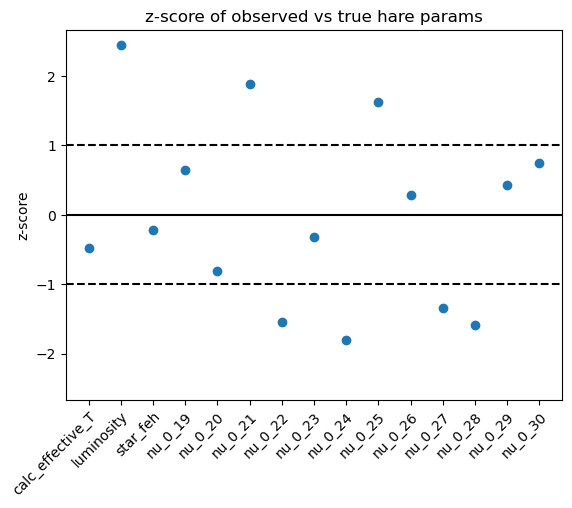 z-score of observed vs true hare params
z-score
2
1
0
−1
−2
calc_effective_T
luminosity
star_feh
nu_0_19
nu_0_20
nu_0_21
nu_0_22
nu_0_23
nu_0_24
nu_0_25
nu_0_26
nu_0_27
nu_0_28
nu_0_29
nu_0_30